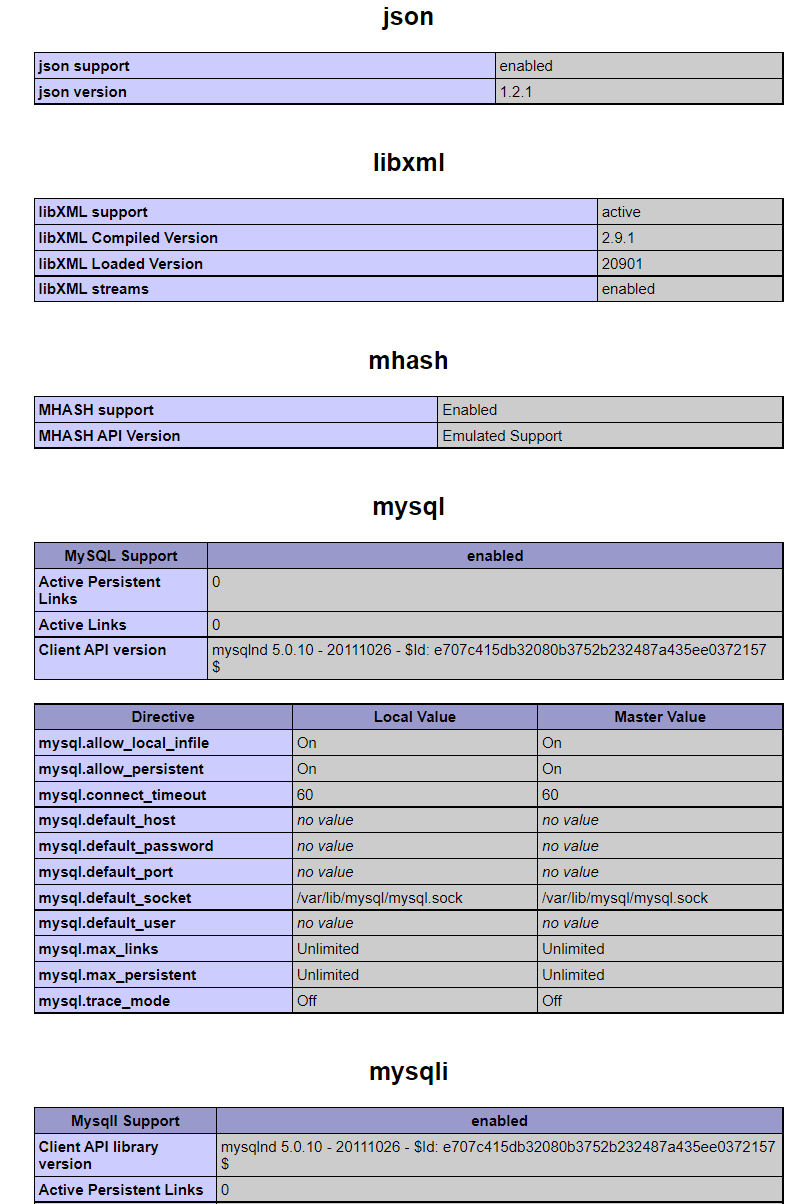 json
json support enabled
json version 1.2.1
libxml
libXML support active
libXML Compiled Version 2.9.1
libXML Loaded Version 20901
libXML streams enabled
mhash
MHASH support Enabled
MHASH API Version Emulated Support
mysql
MySQL Support enabled
Active Persistent 0
Links
Active Links 0
Client API version mysqlnd 5.0.10 - 20111026 - $Id: e707c415db32080b3752b232487a435ee0372157
$
Directive Local Value Master Value
mysql.allow_local_infile On On
mysql.allow_persistent On On
mysql.connect_timeout 60 60
mysql.default_host no value no value
mysql.default_password no value no value
mysql.default_port no value no value
mysql.default_socket /var/lib/mysql/mysql.sock /var/lib/mysql/mysql.sock
mysql.default_user no value no value
mysql.max_links Unlimited Unlimited
mysql.max_persistent Unlimited Unlimited
mysql.trace_mode Off Off
mysqli
MysqlI Support enabled
Client API library mysqlnd 5.0.10 - 20111026 - $Id: e707c415db32080b3752b232487a435ee0372157
version $
Active Persistent Links 0